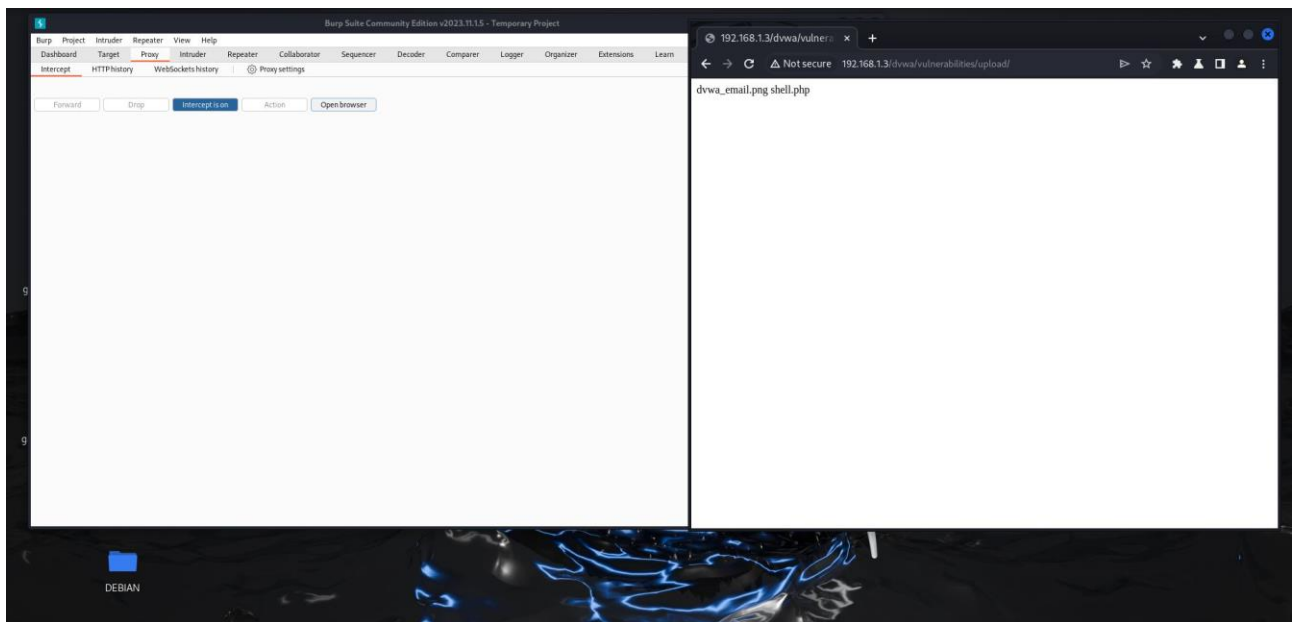 Burp Suite Community Edition v2023.11.1.5 - Temporary Project
Burp Project Intruder Repeater View Help
Dashboard Target Proxy Intruder Repeater Collaborator Sequencer Decoder Comparer Logger Organizer Extensions Learn
Intercept HTTP history WebSockets history Proxy settings
Forward Drop Intercept is on Action Open browser
192.168.1.3/dvwa/vulnera
Not secure 192.168.1.3/dvwa/vulnerabilities/upload/
dvwa_email.png shell.php
g
g
DEBIAN